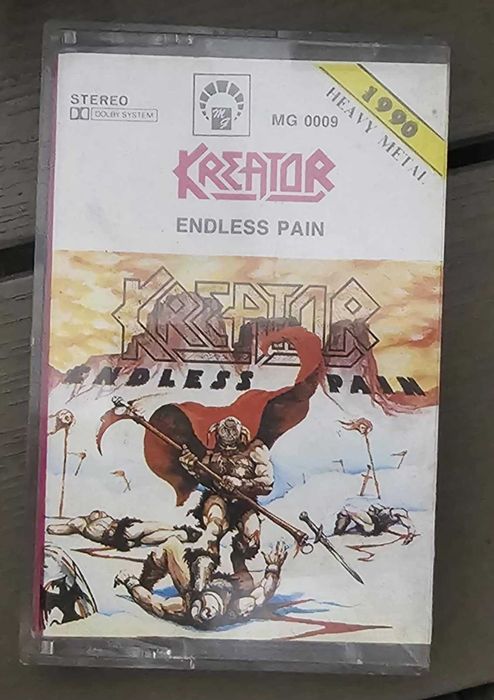 STEREO
DOLBY SYSTEM
M
G
MG 0009
1990
HEAVY METAL
KREATOR
ENDLESS PAIN
KREATOR
ENDLESS PAIN